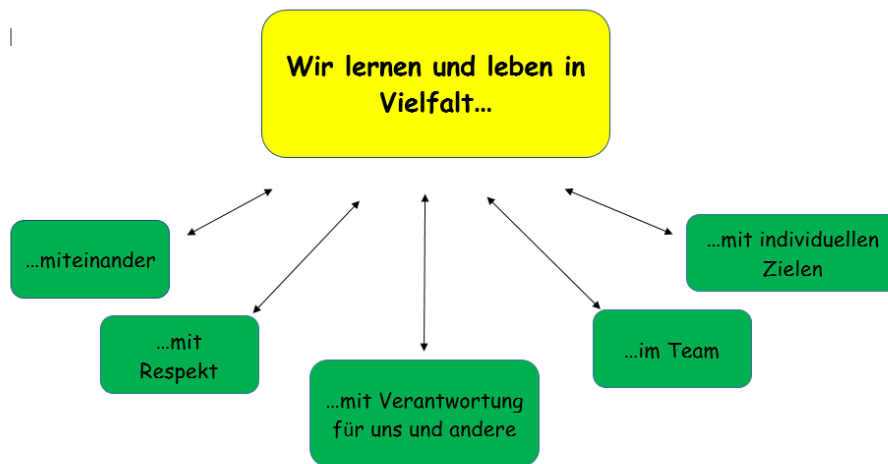 Wir lernen und leben in
Vielfalt...
...miteinander
...mit
Respekt
...mit Verantwortung
für uns und andere
...im Team
...mit individuellen
Zielen